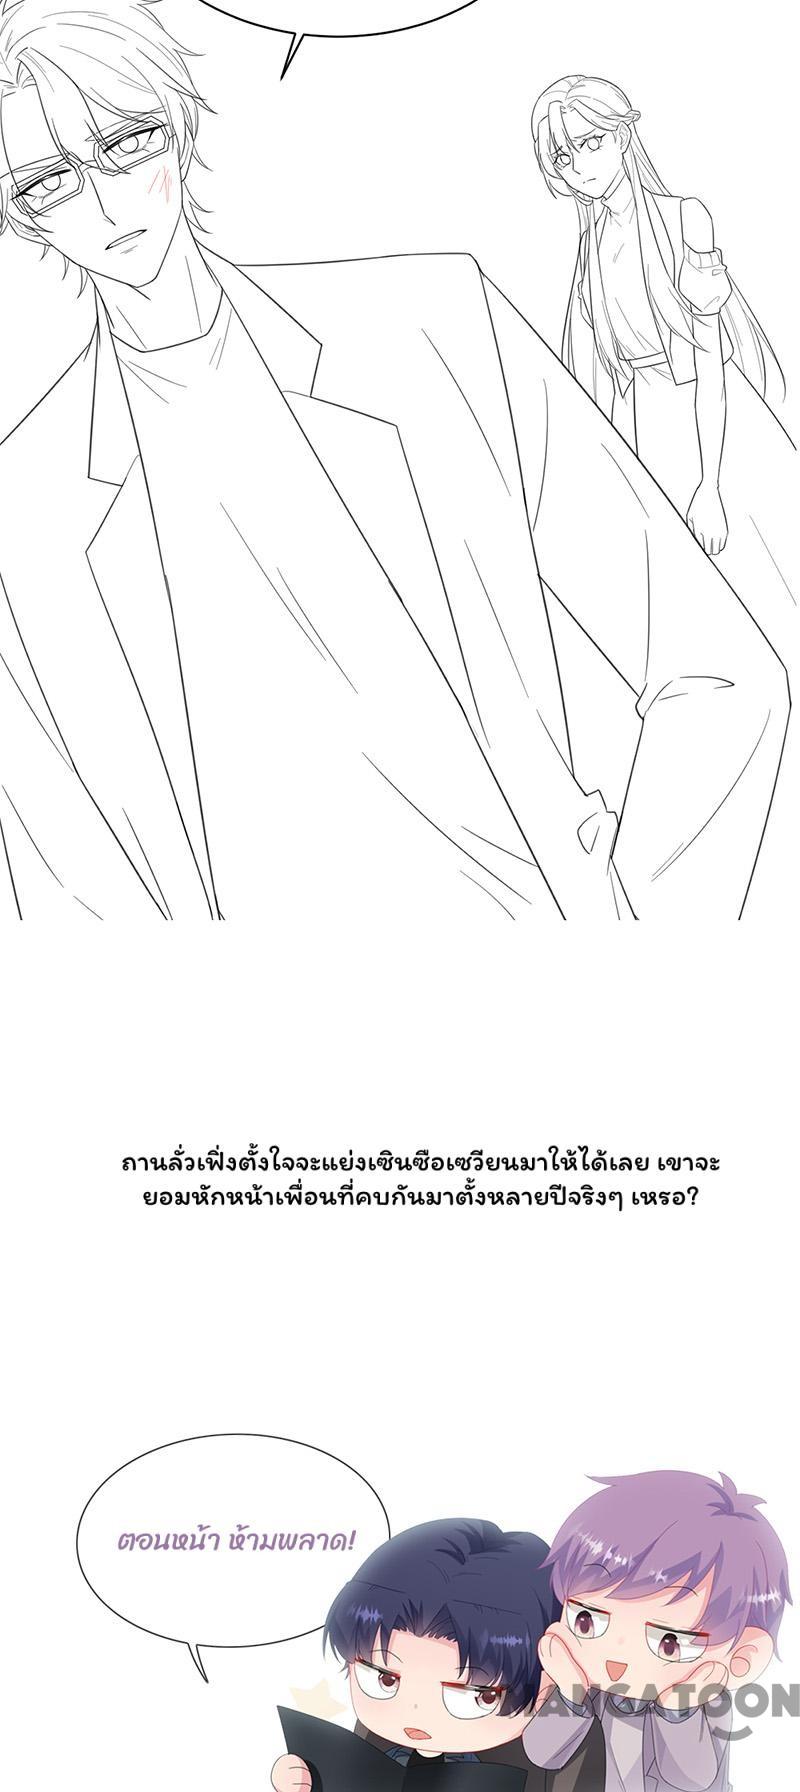 ถานลั่วเฟิ่งตั้งใจจะแย่งเซินซือเซวียนมาให้ได้เลย เขาจะ
ยอมหักหน้าเพื่อนที่คบกันมาตั้งหลายปีจริงๆ เหรอ?
ตอนหน้า ห้ามพลาด!
MANGATOON